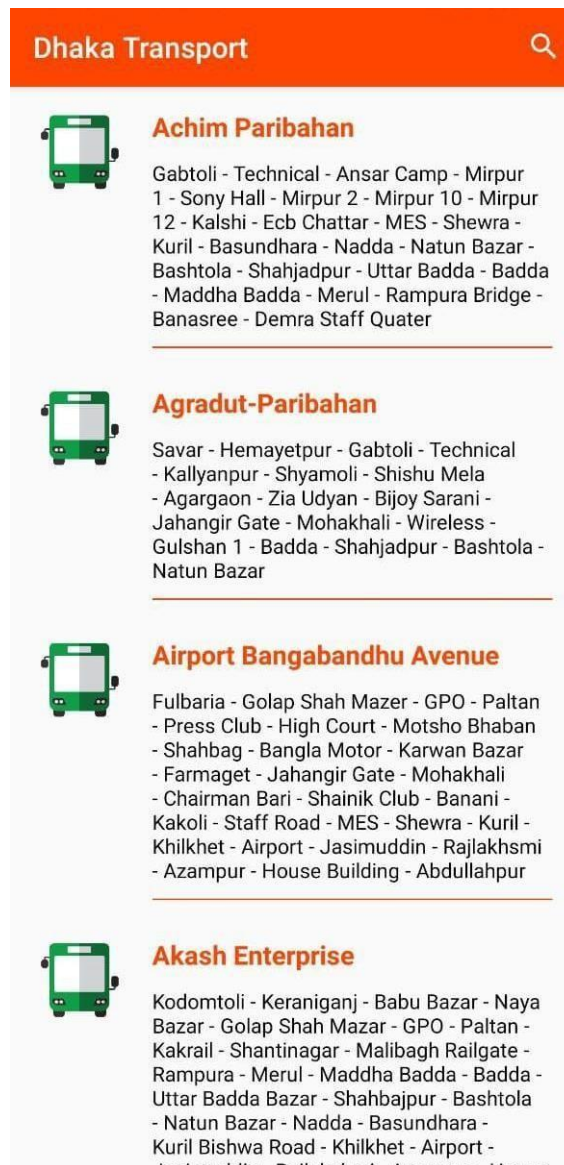 Dhaka Transport
Achim Paribahan
Gabtoli - Technical - Ansar Camp - Mirpur
1 - Sony Hall - Mirpur 2 - Mirpur 10 - Mirpur
12 - Kalshi - Ecb Chattar - MES - Shewra -
Kuril - Basundhara - Nadda - Natun Bazar -
Bashtola - Shahjadpur - Uttar Badda - Badda
- Maddha Badda - Merul - Rampura Bridge -
Banasree - Demra Staff Quater
Agradut-Paribahan
Savar - Hemayetpur - Gabtoli - Technical
- Kallyanpur - Shyamoli - Shishu Mela
- Agargaon - Zia Udyan - Bijoy Sarani -
Jahangir Gate - Mohakhali - Wireless -
Gulshan 1 - Badda - Shahjadpur - Bashtola -
Natun Bazar
Airport Bangabandhu Avenue
Fulbaria - Golap Shah Mazer - GPO - Paltan
- Press Club - High Court - Motsho Bhaban
- Shahbag - Bangla Motor - Karwan Bazar
- Farmaget - Jahangir Gate - Mohakhali
- Chairman Bari - Shainik Club - Banani -
Kakoli - Staff Road - MES - Shewra - Kuril -
Khilkhet - Airport - Jasimuddin - Rajlakhsmi
- Azampur - House Building - Abdullahpur
Akash Enterprise
Kodomtoli - Keraniganj - Babu Bazar - Naya
Bazar - Golap Shah Mazar - GPO - Paltan -
Kakrail - Shantinagar - Malibagh Railgate -
Rampura - Merul - Maddha Badda - Badda -
Uttar Badda Bazar - Shahbajpur - Bashtola
- Natun Bazar - Nadda - Basundhara -
Kuril Bishwa Road - Khilkhet - Airport -